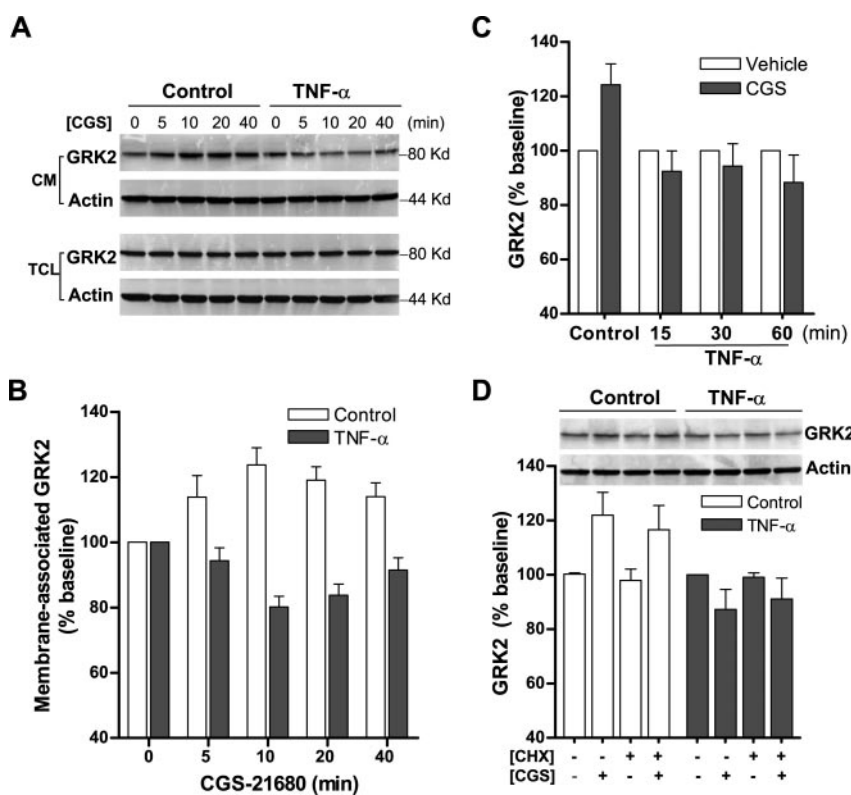 A
Control TNF-α
[CGS] 0 5 10 20 40 0 5 10 20 40 (min)
CM GRK2 80 Kd
Actin 44 Kd
TCL GRK2 80 Kd
Actin 44 Kd
B
Membrane-associated GRK2
(% baseline)
140
120
100
80
60
40
Control
TNF-α
0 5 10 20 40
CGS-21680 (min)
C
GRK2 (% baseline)
140
120
100
80
60
40
Vehicle
CGS
Control 15 30 60 (min)
TNF-α
D
Control TNF-α
GRK2
Actin
GRK2 (% baseline)
140
120
100
80
60
40
Control
TNF-α
[CHX] - - + + - - + +
[CGS] - + - + - + - +